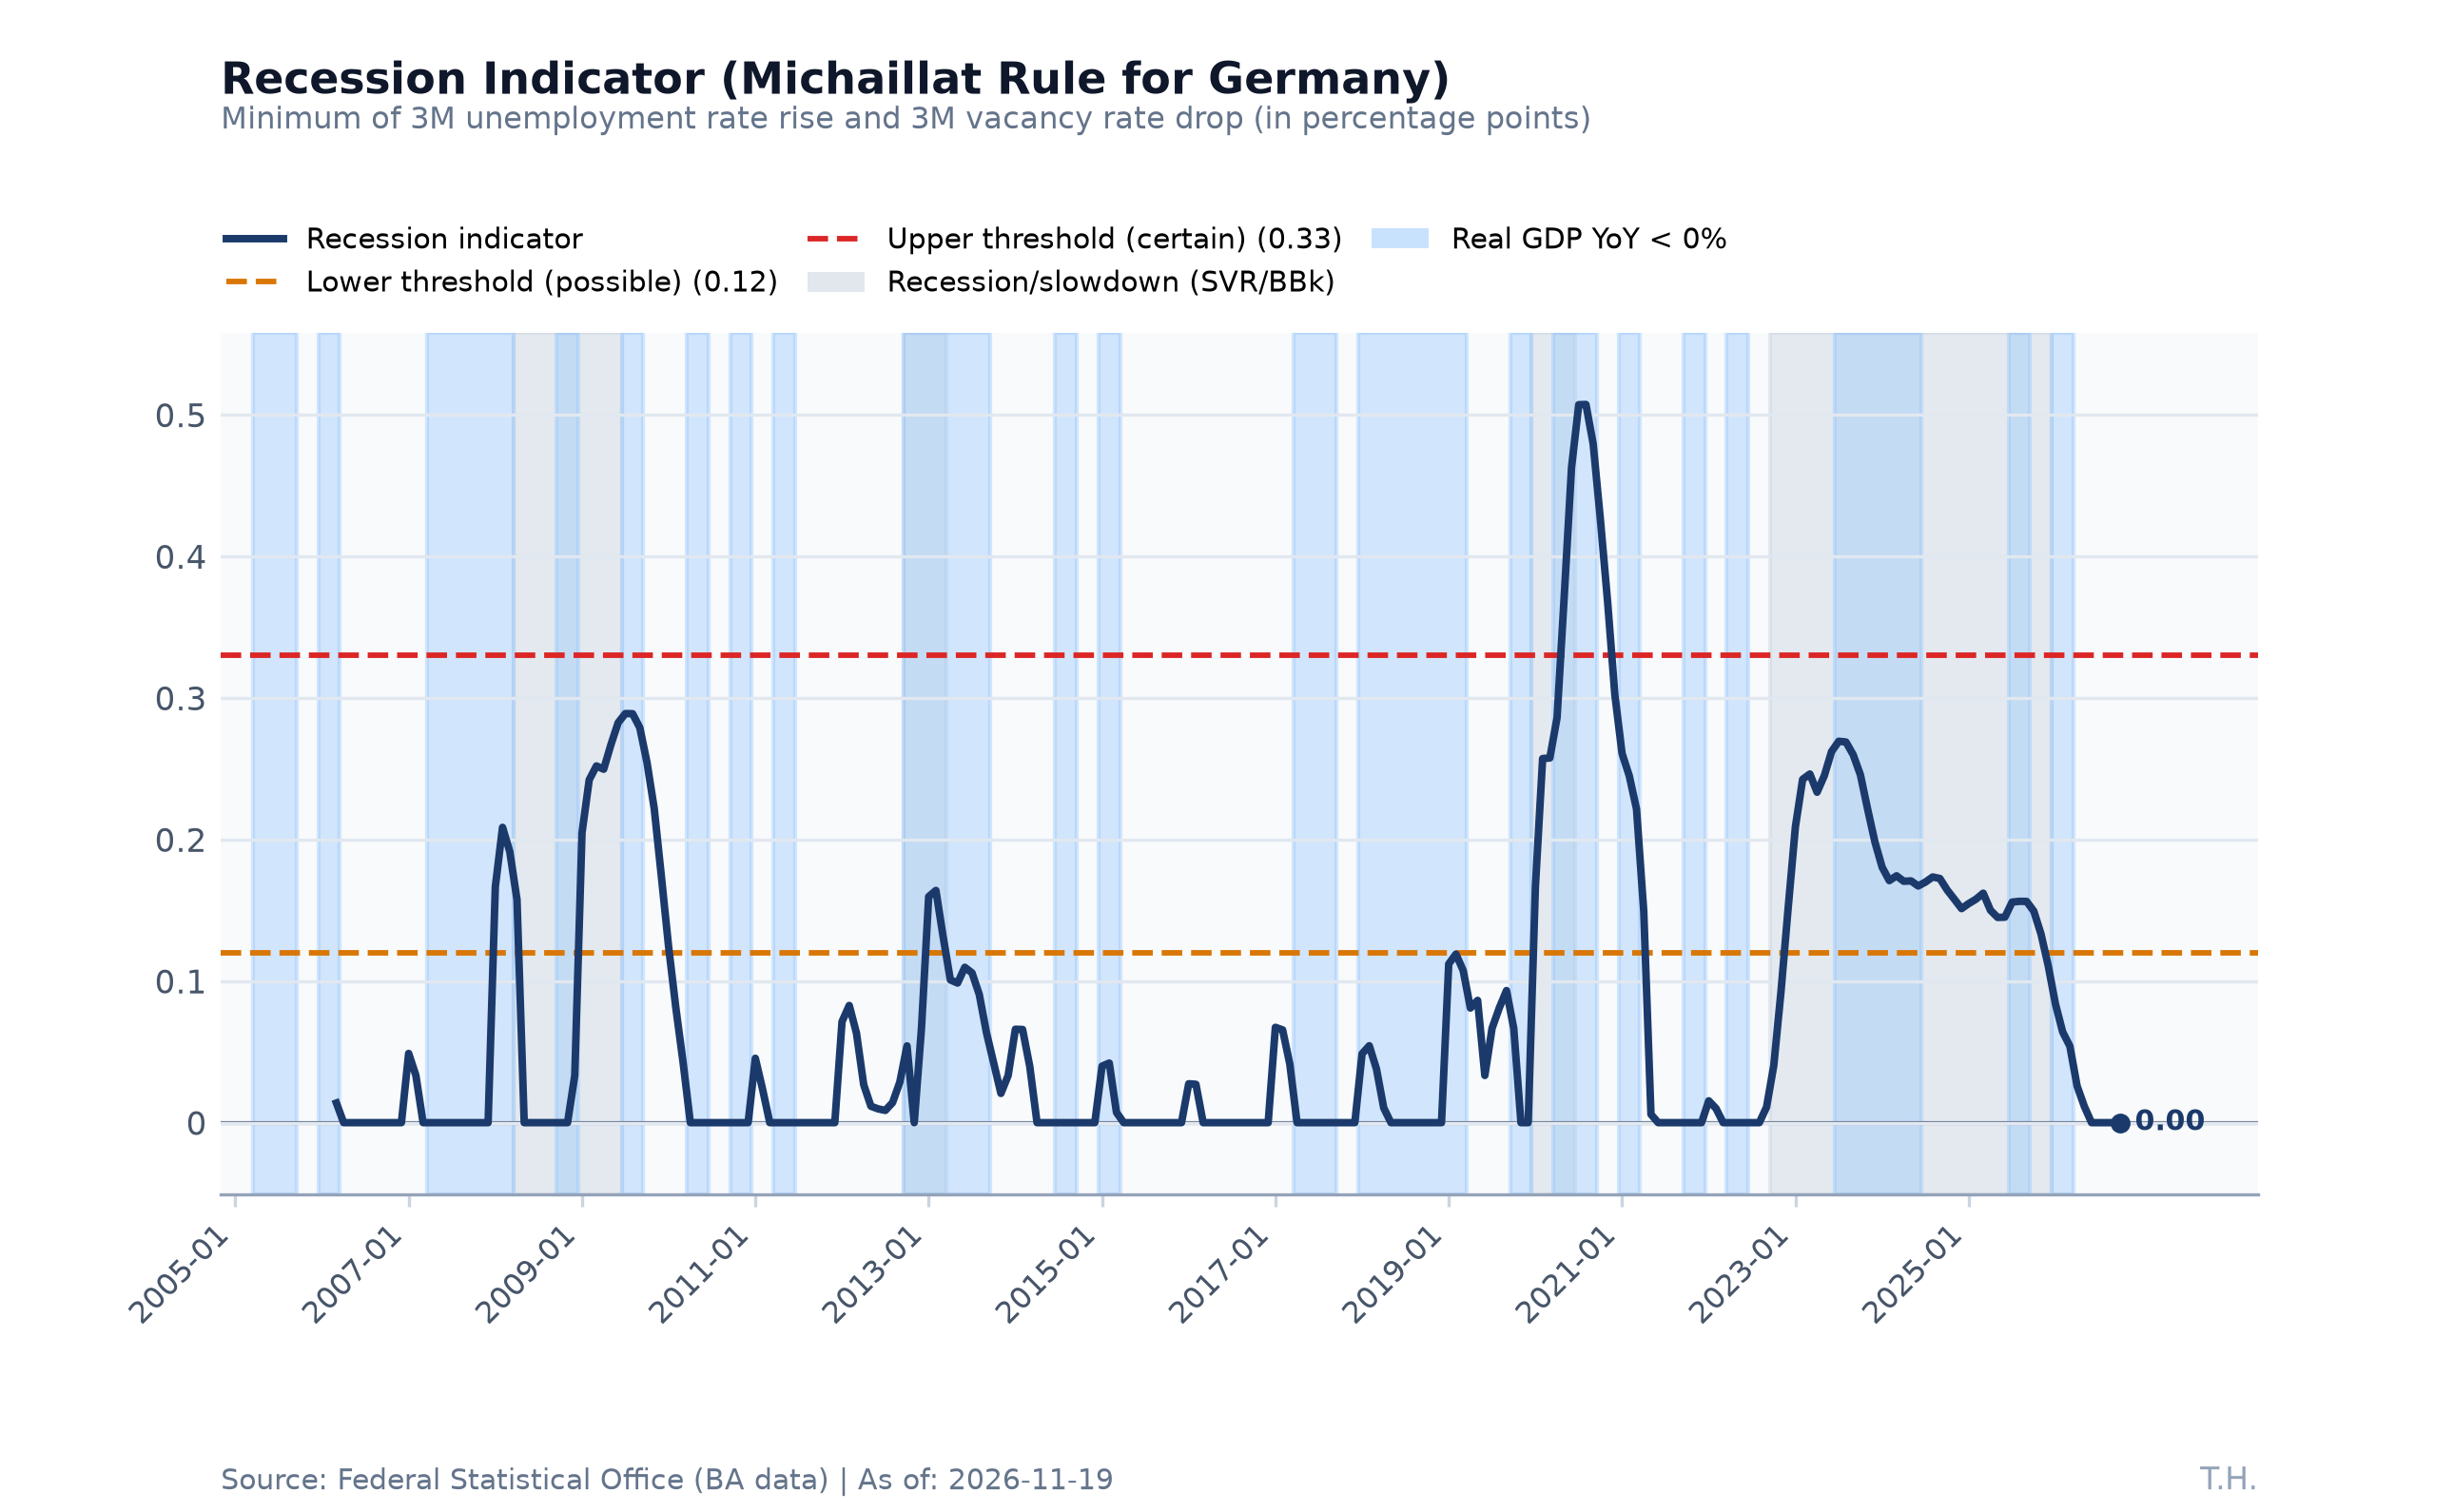 Recession Indicator (Michaillat Rule for Germany)
Minimum of 3M unemployment rate rise and 3M vacancy rate drop (in percentage points)
Recession indicator
Upper threshold (certain) (0.33)
Real GDP YoY < 0%
Lower threshold (possible) (0.12)
Recession/slowdown (SVR/BBk)
0.5
0.4
0.3
0.2
0.1
0
0.00
2005-01
2007-01
2009-01
2011-01
2013-01
2015-01
2017-01
2019-01
2021-01
2023-01
2025-01
Source: Federal Statistical Office (BA data) | As of: 2026-11-19
T.H.